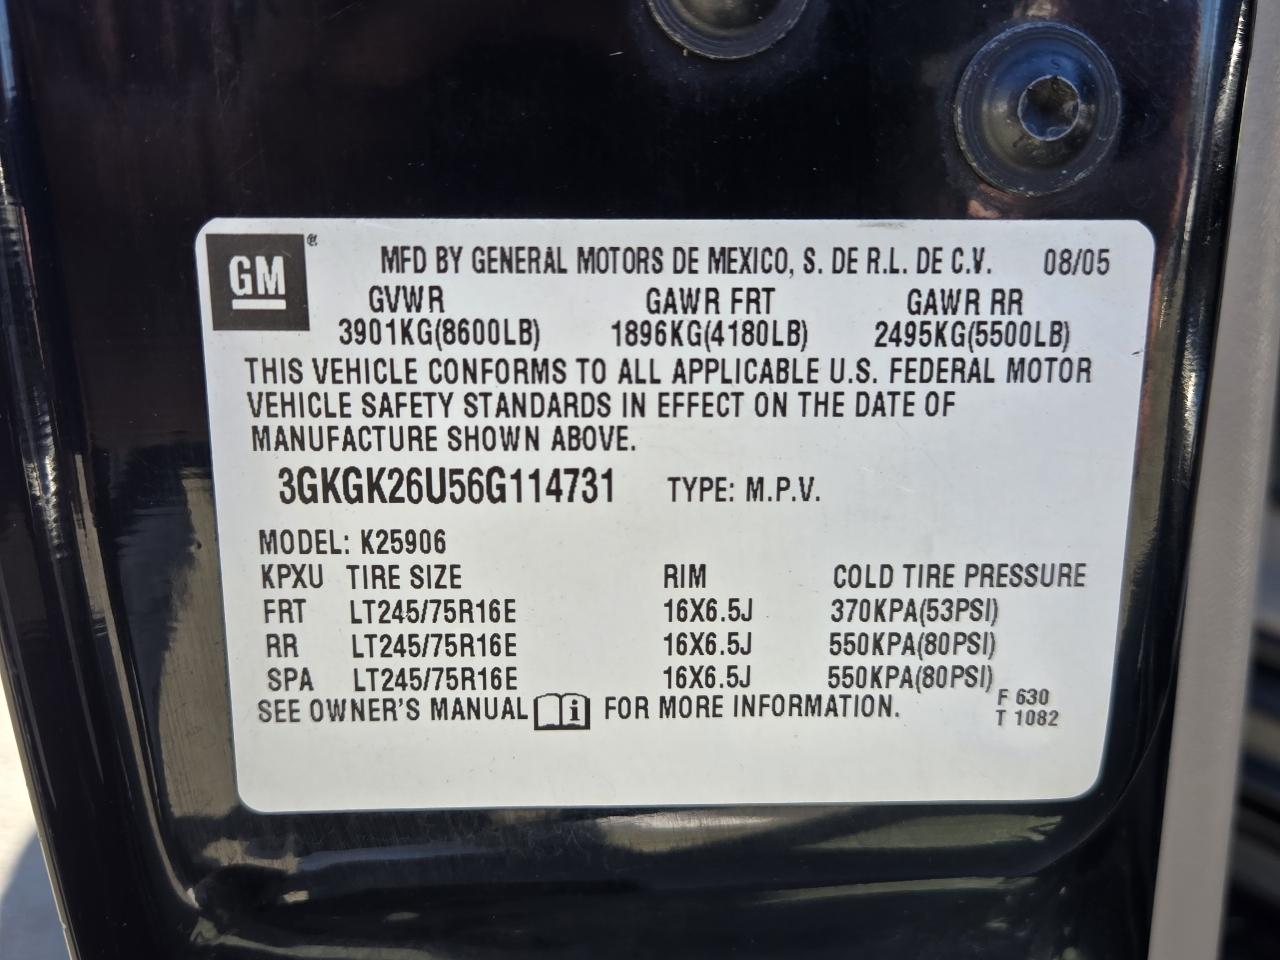 GM ®
MFD BY GENERAL MOTORS DE MEXICO, S. DE R.L. DE C.V. 08/05
GVWR GAWR FRT GAWR RR
3901KG(8600LB) 1896KG(4180LB) 2495KG(5500LB)
THIS VEHICLE CONFORMS TO ALL APPLICABLE U.S. FEDERAL MOTOR
VEHICLE SAFETY STANDARDS IN EFFECT ON THE DATE OF
MANUFACTURE SHOWN ABOVE.
3GKGK26U56G114731 TYPE: M.P.V.
MODEL: K25906
KPXU TIRE SIZE RIM COLD TIRE PRESSURE
FRT LT245/75R16E 16X6.5J 370KPA(53PSI)
RR LT245/75R16E 16X6.5J 550KPA(80PSI)
SPA LT245/75R16E 16X6.5J 550KPA(80PSI)
SEE OWNER'S MANUAL i FOR MORE INFORMATION.
F 630
T 1082